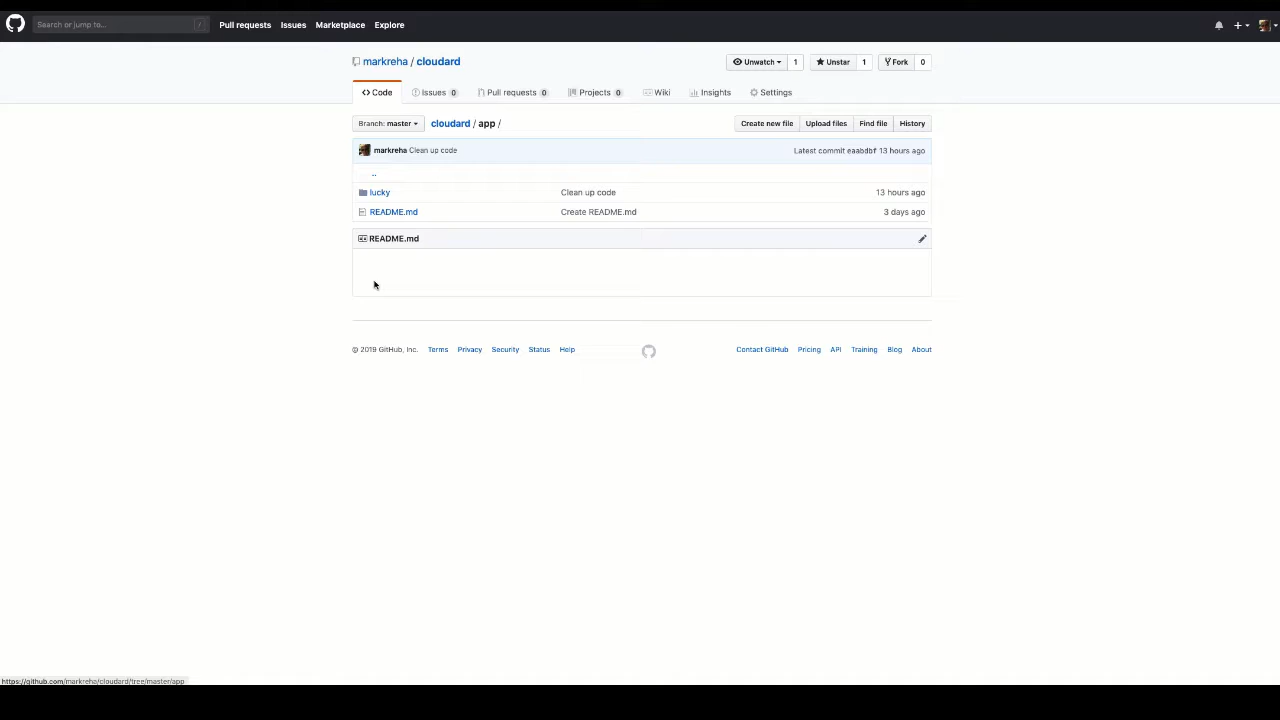 Search or jump to... / Pull requests Issues Marketplace Explore
markreha / cloudard Unwatch 1 Unstar 1 Fork 0
Code Issues 0 Pull requests 0 Projects 0 Wiki Insights Settings
Branch: master cloudard / app / Create new file Upload files Find file History
markreha Clean up code Latest commit eaabdbf 13 hours ago
..
lucky Clean up code 13 hours ago
README.md Create README.md 3 days ago
README.md
© 2019 GitHub, Inc. Terms Privacy Security Status Help Contact GitHub Pricing API Training Blog About
https://github.com/markreha/cloudard/tree/master/app